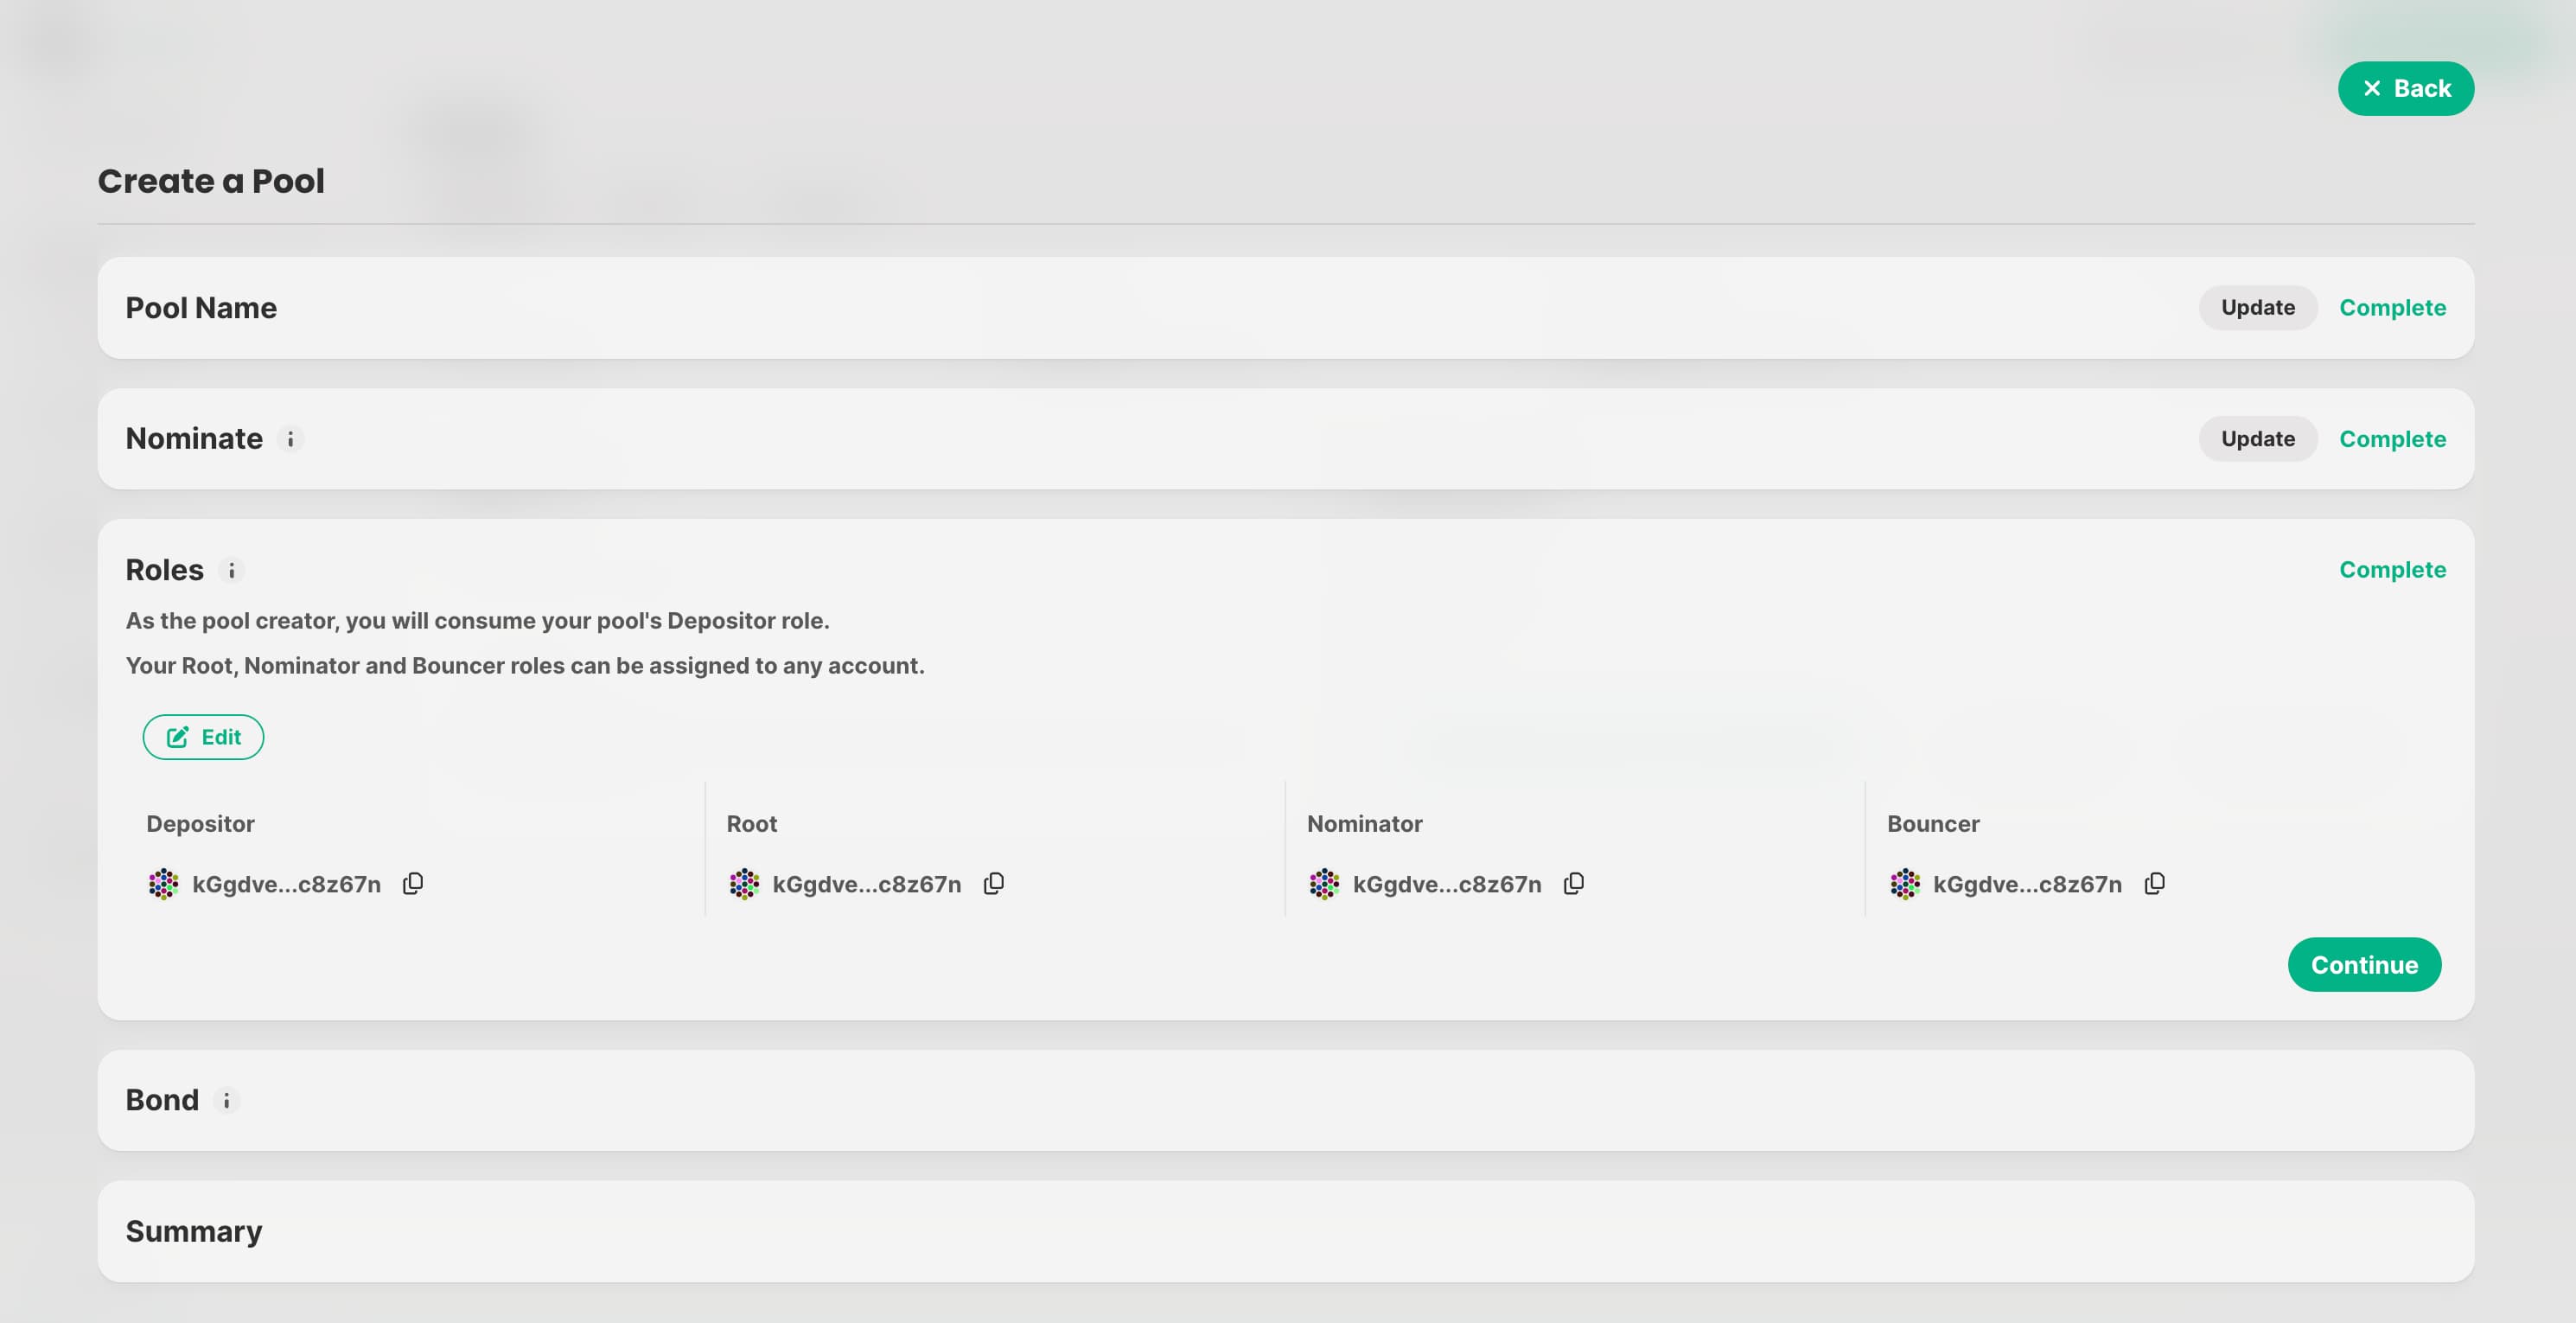 Back
Create a Pool
Pool Name
Update
Complete
Nominate
Update
Complete
Roles
Complete
As the pool creator, you will consume your pool's Depositor role.
Your Root, Nominator and Bouncer roles can be assigned to any account.
Edit
Depositor
Root
Nominator
Bouncer
kGgdve...c8z67n
kGgdve...c8z67n
kGgdve...c8z67n
kGgdve...c8z67n
Continue
Bond
Summary